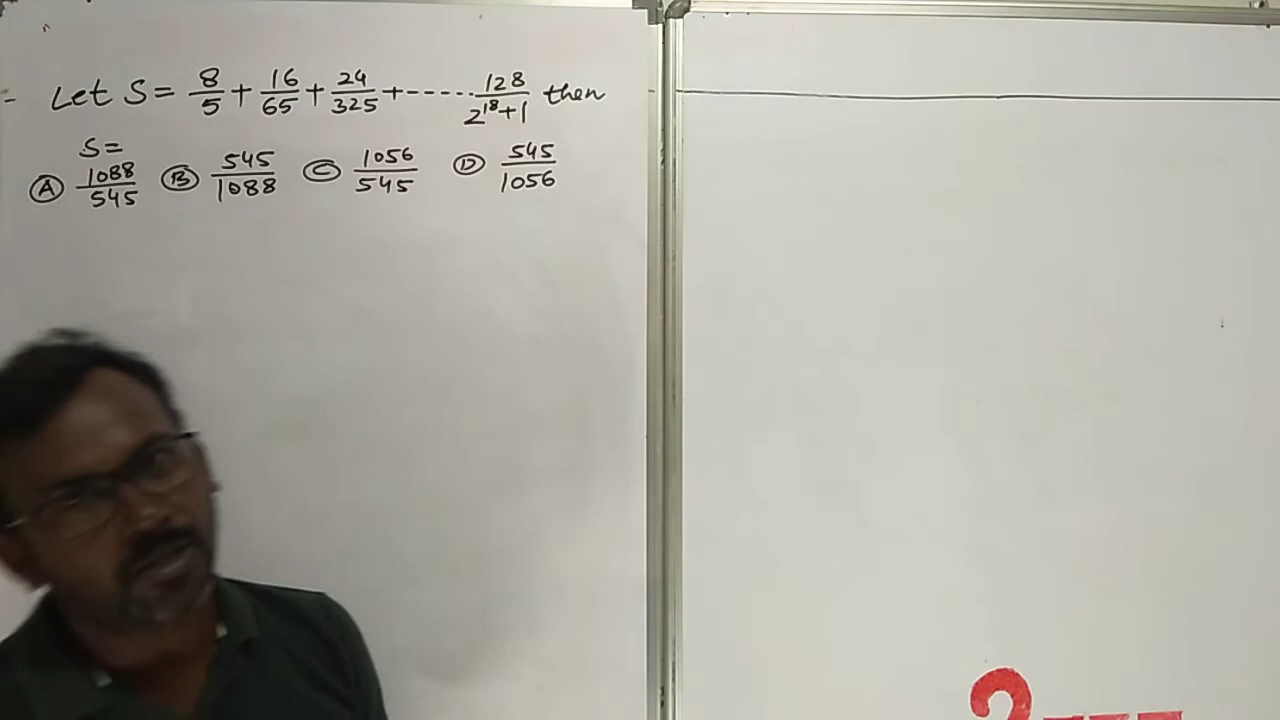 Let S = 8/5 + 16/65 + 24/325 + ------ 128/2^18+1 then
S=
Ⓐ 1088/545 Ⓑ 545/1088 Ⓒ 1056/545 Ⓓ 545/1056